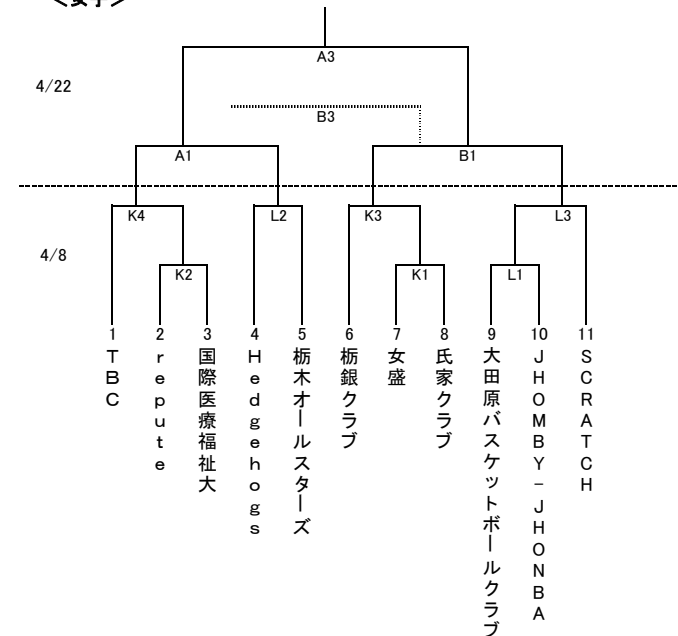 <女子>
A3
4/22
B3
A1
B1
K4
L2
K3
L3
4/8
K2
K1
L1
1
2
3
4
5
6
7
8
9
10
11
TBC
repute
国際医療福祉大
Hedgehogs
栃木オールスターズ
栃銀クラブ
女盛
氏家クラブ
大田原バスケットボールクラブ
JHOMBY-JHONBA
SCRATCH